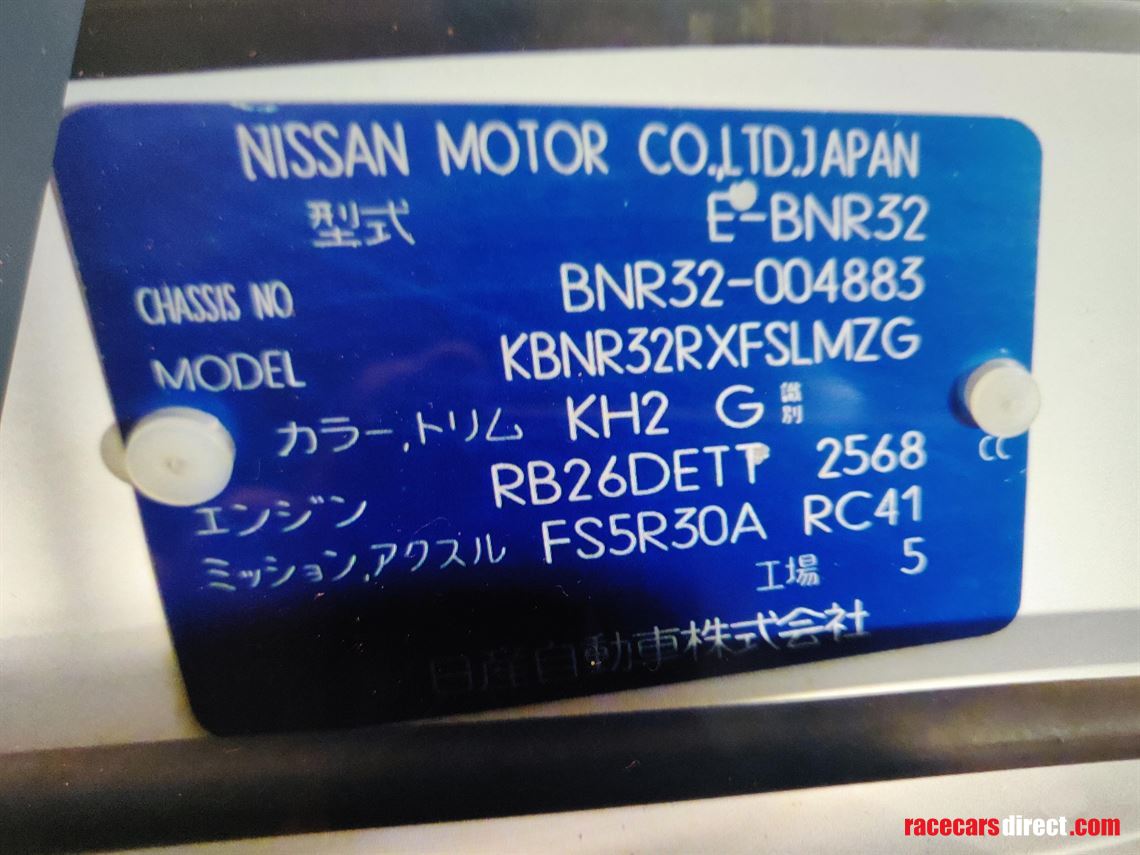 NISSAN MOTOR CO.,LTD.JAPAN
型式 E-BNR32
CHASSIS NO. BNR32-004883
MODEL KBNR32RXFSLMZG
カラー,トリム KH2 G 識別
エンジン RB26DETT 2568 CC
ミッション,アクスル FS5R30A RC41
工場 5
日産自動車株式会社
racecarsdirect.com